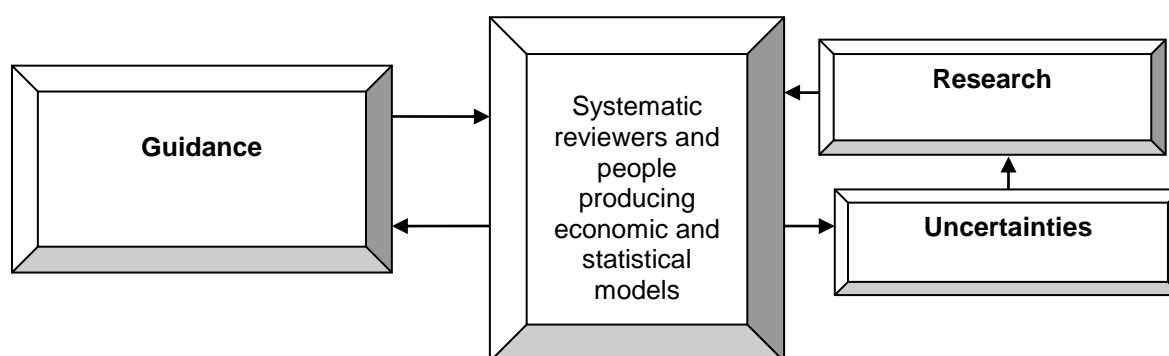 Guidance
Systematic
reviewers and
people
producing
economic and
statistical
models
Research
Uncertainties